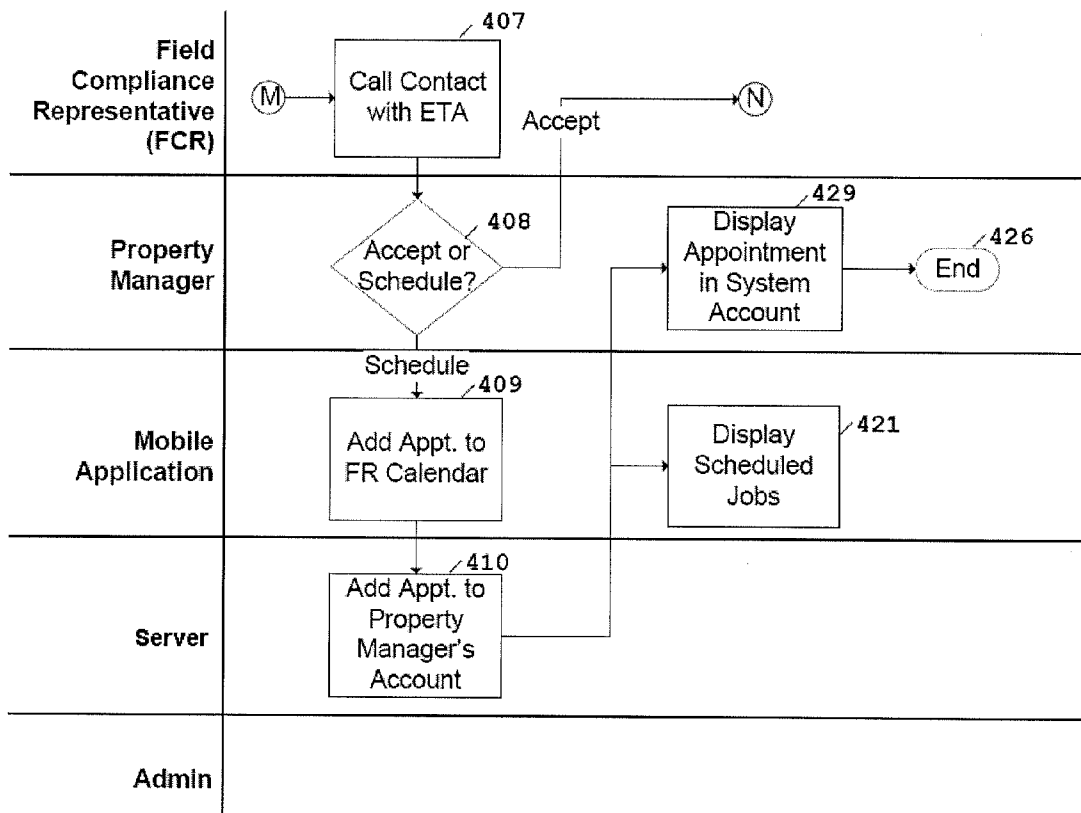 Field
Compliance
Representative
(FCR)
M
407
Call Contact
with ETA
Accept
N
Property
Manager
408
Accept or
Schedule?
429
Display
Appointment
in System
Account
426
End
Schedule
Mobile
Application
409
Add Appt. to
FR Calendar
421
Display
Scheduled
Jobs
Server
410
Add Appt. to
Property
Manager's
Account
Admin